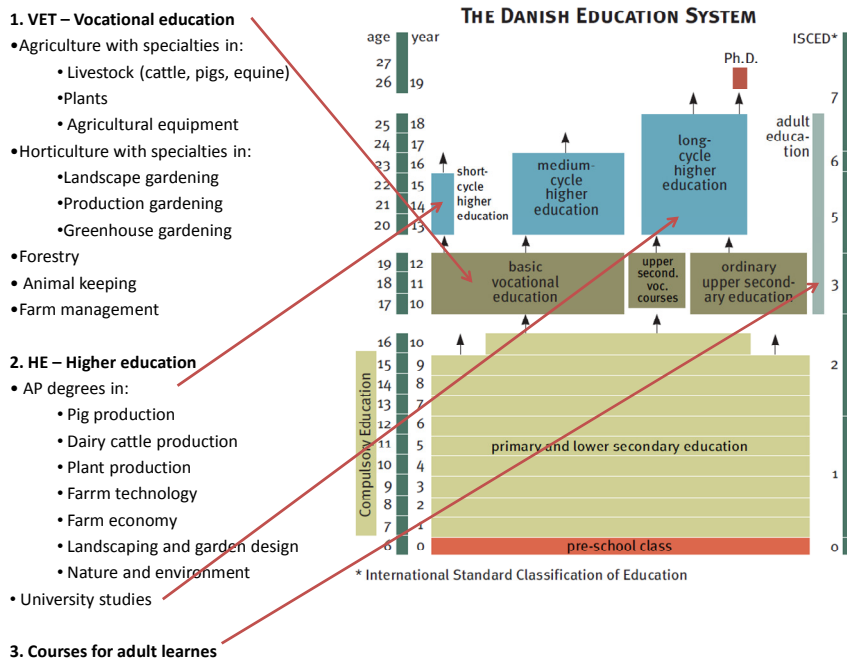 1. VET – Vocational education
•Agriculture with specialties in:
• Livestock (cattle, pigs, equine)
•Plants
• Agricultural equipment
•Horticulture with specialties in:
•Landscape gardening
•Production gardening
•Greenhouse gardening
•Forestry
• Animal keeping
•Farm management
2. HE – Higher education
• AP degrees in:
• Pig production
• Dairy cattle production
• Plant production
• Farrm technology
• Farm economy
• Landscaping and garden design
• Nature and environment
• University studies
3. Courses for adult learnes
THE DANISH EDUCATION SYSTEM
age year
ISCED*
27
26 19
25 18
24 17
23 16
22 15
21 14
20 13
19 12
18 11
17 10
16 10
15 9
14 8
13 7
12 6
11 5
10 4
9 3
8 2
7 1
6 0
Compulsory Education
Ph.D.
short-
cycle
higher
education
medium-
cycle
higher
education
long-
cycle
higher
education
adult
educa-
tion
basic
vocational
education
upper
second.
voc.
courses
ordinary
upper second-
ary education
primary and lower secondary education
pre-school class
7
6
5
3
2
1
0
* International Standard Classification of Education